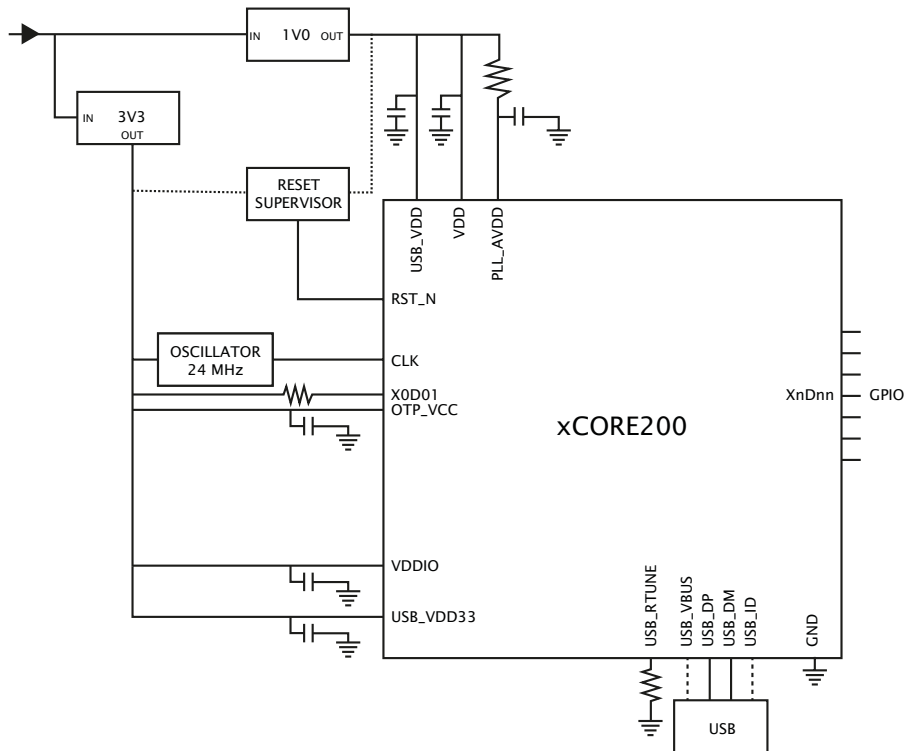 IN 1V0 OUT
IN 3V3
OUT
RESET
SUPERVISOR
USB_VDD
VDD
PLL_AVDD
RST_N
OSCILLATOR
24 MHz
CLK
X0D01
OTP_VCC
XnDnn GPIO
xCORE200
VDDIO
USB_VDD33
USB_RTUNE
USB_VBUS
USB_DP
USB_DM
USB_ID
GND
USB